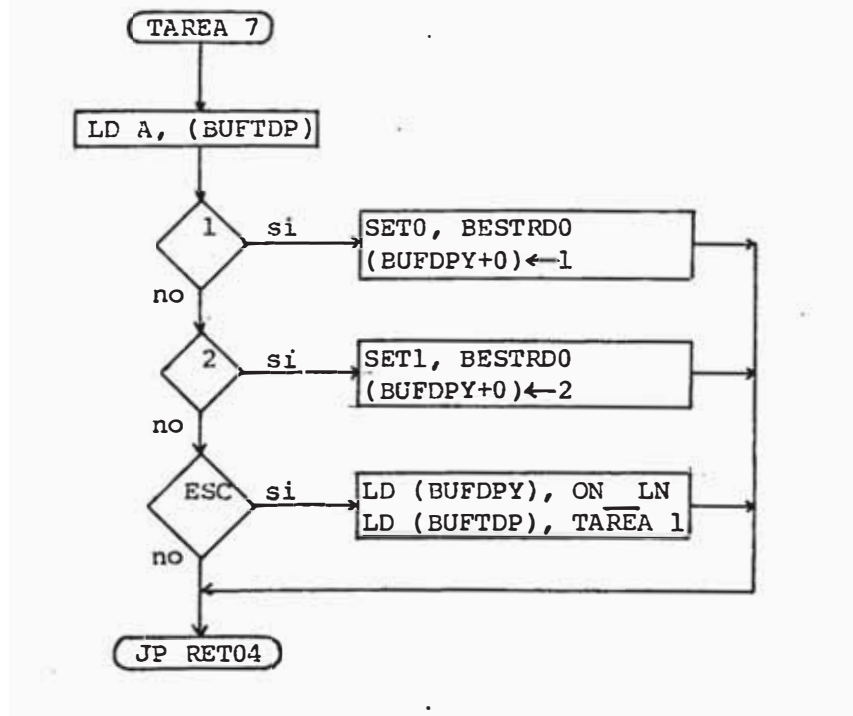 TAREA 7
LD A, (BUFTDP)
1
si
SET0, BESTRD0
(BUFDPY+0)←1
no
2
si
SET1, BESTRD0
(BUFDPY+0)←2
no
ESC
si
LD (BUFDPY), ON LN
LD (BUFTDP), TAREA 1
no
JP RET04